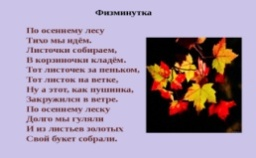 Физминутка
По осеннему лесу
Тихо мы идём.
Листочки собираем,
В корзиночки кладём.
Тот листочек за пеньком,
Тот листок на ветке,
Ну а этот, как пушинка,
Закружился в ветре.
По осеннему леску
Долго мы гуляли
И из листьев золотых
Свой букет собрали.